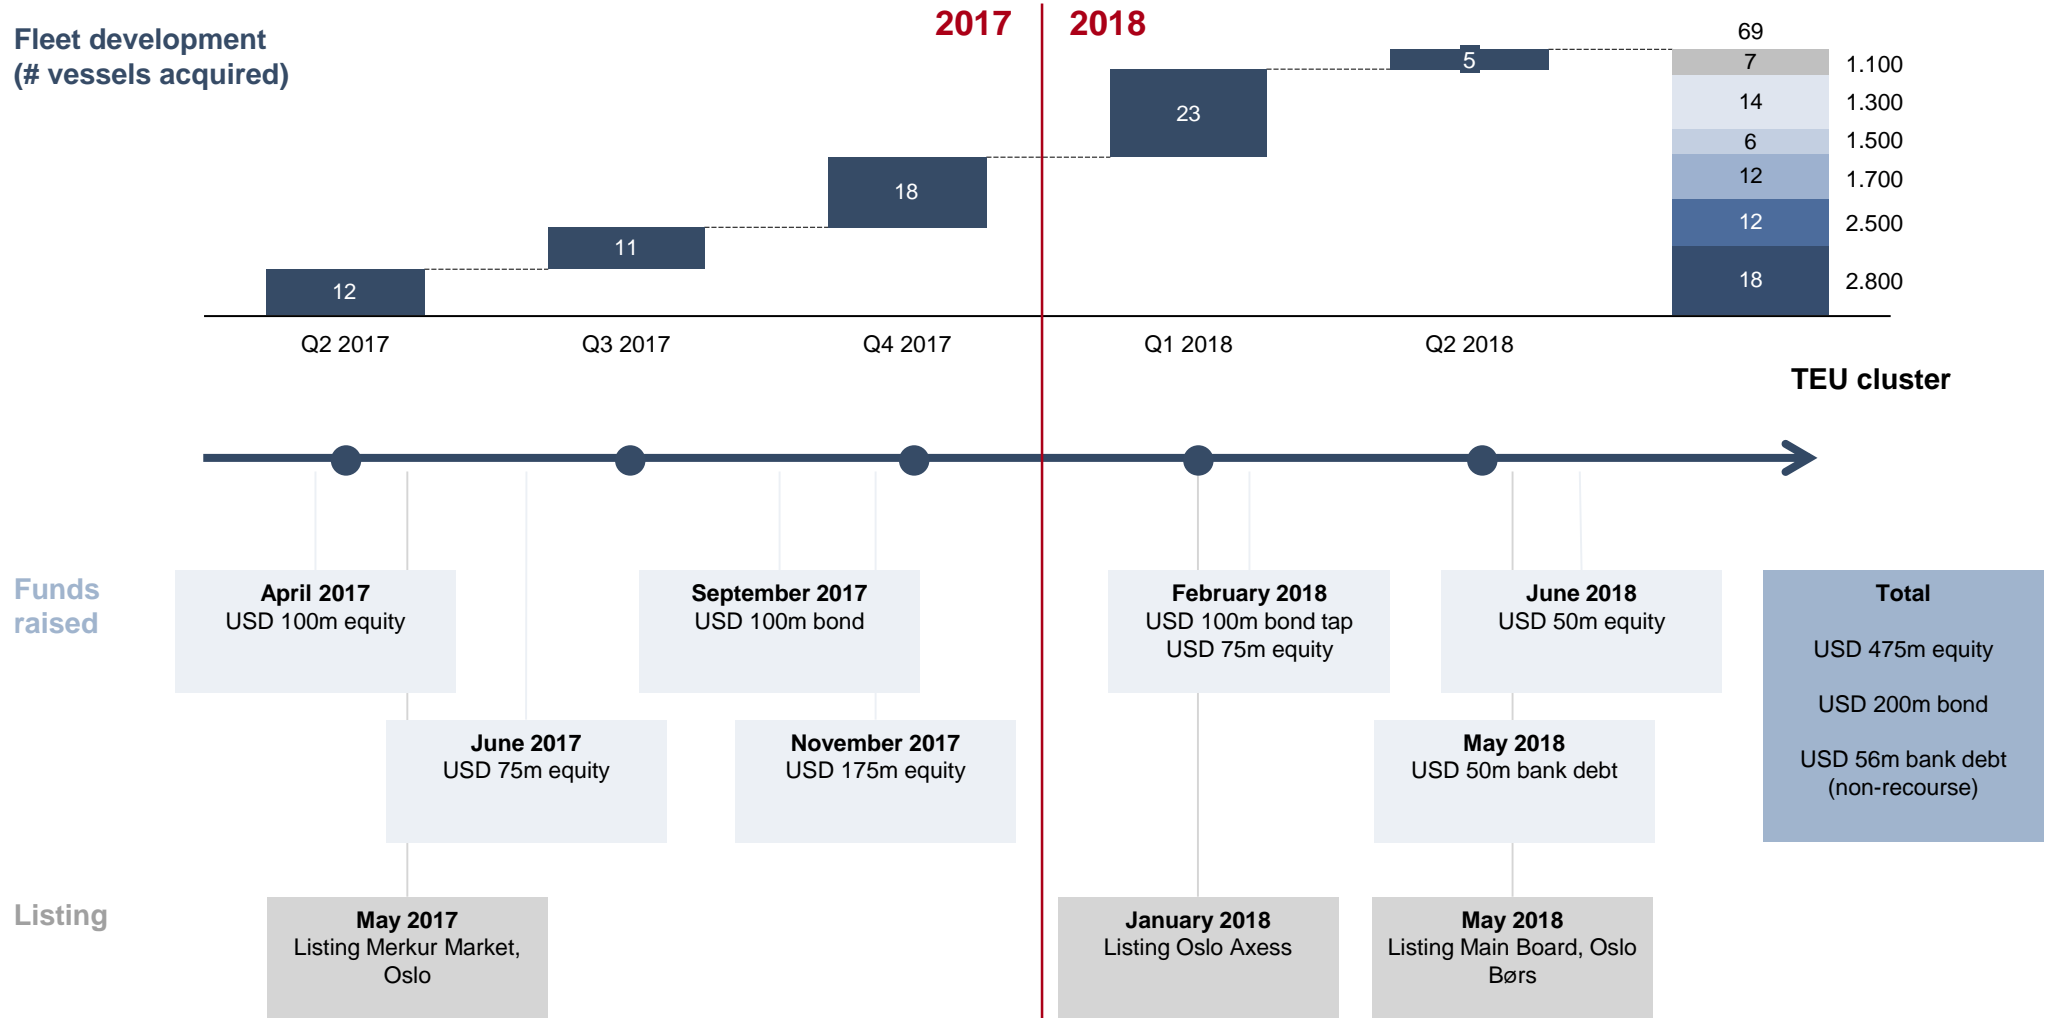 2017
2018
Fleet development
(# vessels acquired)
69
7
1.100
14
1.300
6
1.500
12
1.700
12
2.500
18
2.800
5
23
18
11
12
Q2 2017
Q3 2017
Q4 2017
Q1 2018
Q2 2018
TEU cluster
Funds
raised
April 2017
USD 100m equity
September 2017
USD 100m bond
February 2018
USD 100m bond tap
USD 75m equity
June 2018
USD 50m equity
Total
USD 475m equity
USD 200m bond
USD 56m bank debt
(non-recourse)
June 2017
USD 75m equity
November 2017
USD 175m equity
May 2018
USD 50m bank debt
Listing
May 2017
Listing Merkur Market,
Oslo
January 2018
Listing Oslo Axess
May 2018
Listing Main Board, Oslo
Børs